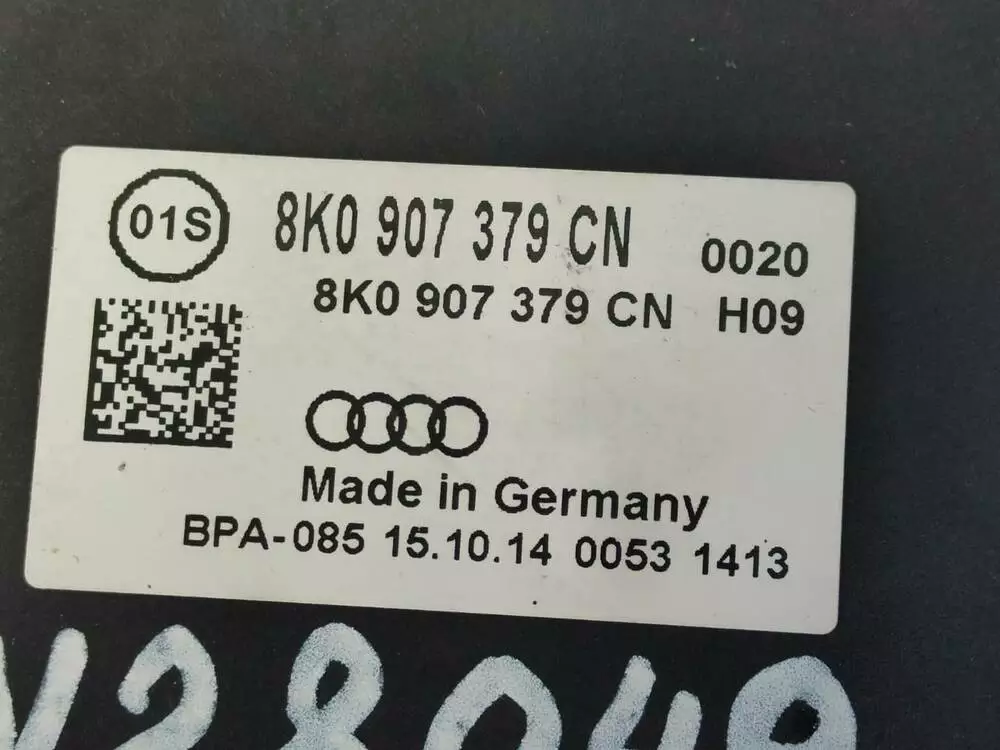 01S 8K0 907 379 CN 0020
8K0 907 379 CN H09
Made in Germany
BPA-085 15.10.14 0053 1413